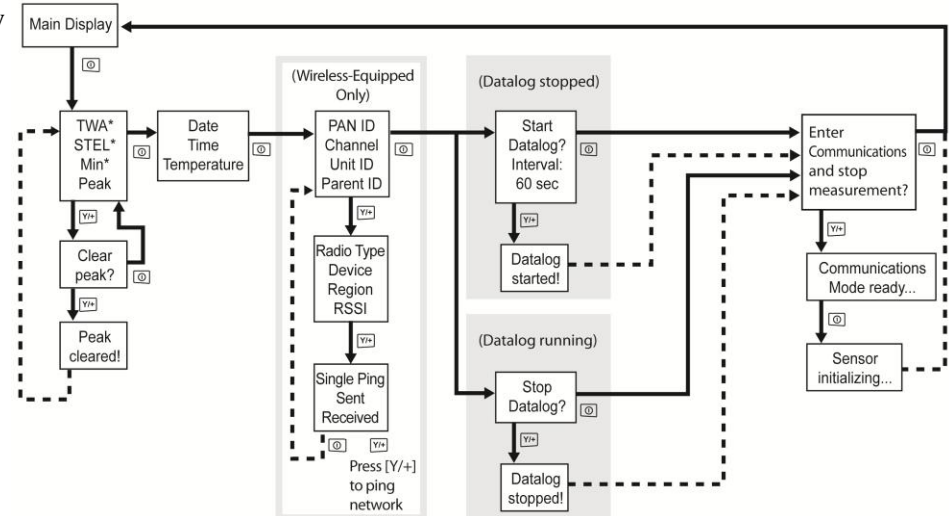 y
Main Display
TWA*
STEL*
Min*
Peak
Y/+
Clear
peak?
Y/+
Peak
cleared!
Date
Time
Temperature
(Wireless-Equipped
Only)
PAN ID
Channel
Unit ID
Parent ID
Y/+
Radio Type
Device
Region
RSSI
Y/+
Single Ping
Sent
Received
Y/+
Press [Y/+]
to ping
network
(Datalog stopped)
Start
Datalog?
Interval:
60 sec
Y/+
Datalog
started!
(Datalog running)
Stop
Datalog?
Y/+
Datalog
stopped!
Enter
Communications
and stop
measurement?
Y/+
Communications
Mode ready...
Sensor
initializing...